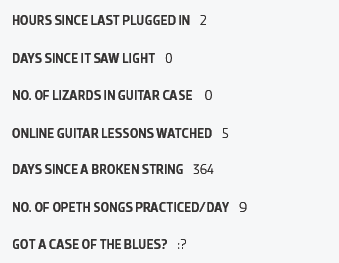 HOURS SINCE LAST PLUGGED IN 2
DAYS SINCE IT SAW LIGHT 0
NO. OF LIZARDS IN GUITAR CASE 0
ONLINE GUITAR LESSONS WATCHED 5
DAYS SINCE A BROKEN STRING 364
NO. OF OPETH SONGS PRACTICED/DAY 9
GOT A CASE OF THE BLUES? :?